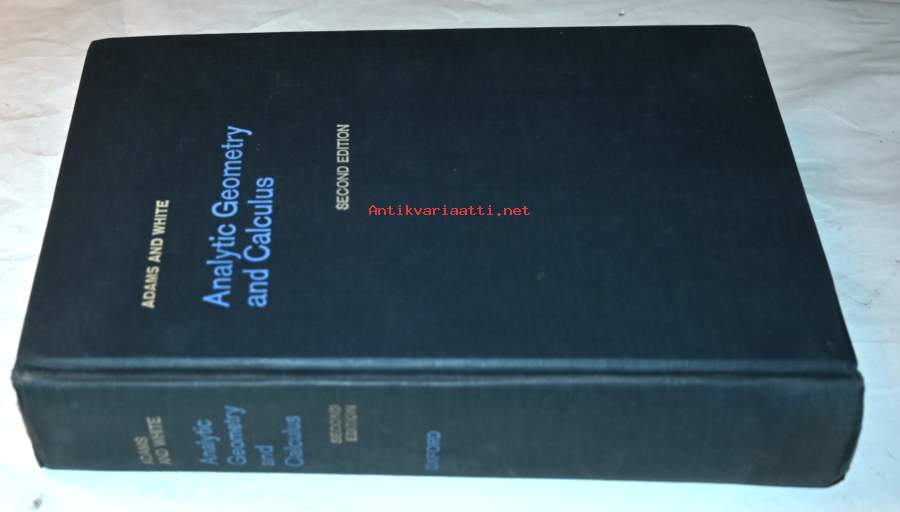 ADAMS AND WHITE
Analytic Geometry
and Calculus
SECOND EDITION
Antikvariaatti.net
ADAMS
AND WHITE
Analytic
Geometry
and
Calculus
SECOND
EDITION
OXFORD